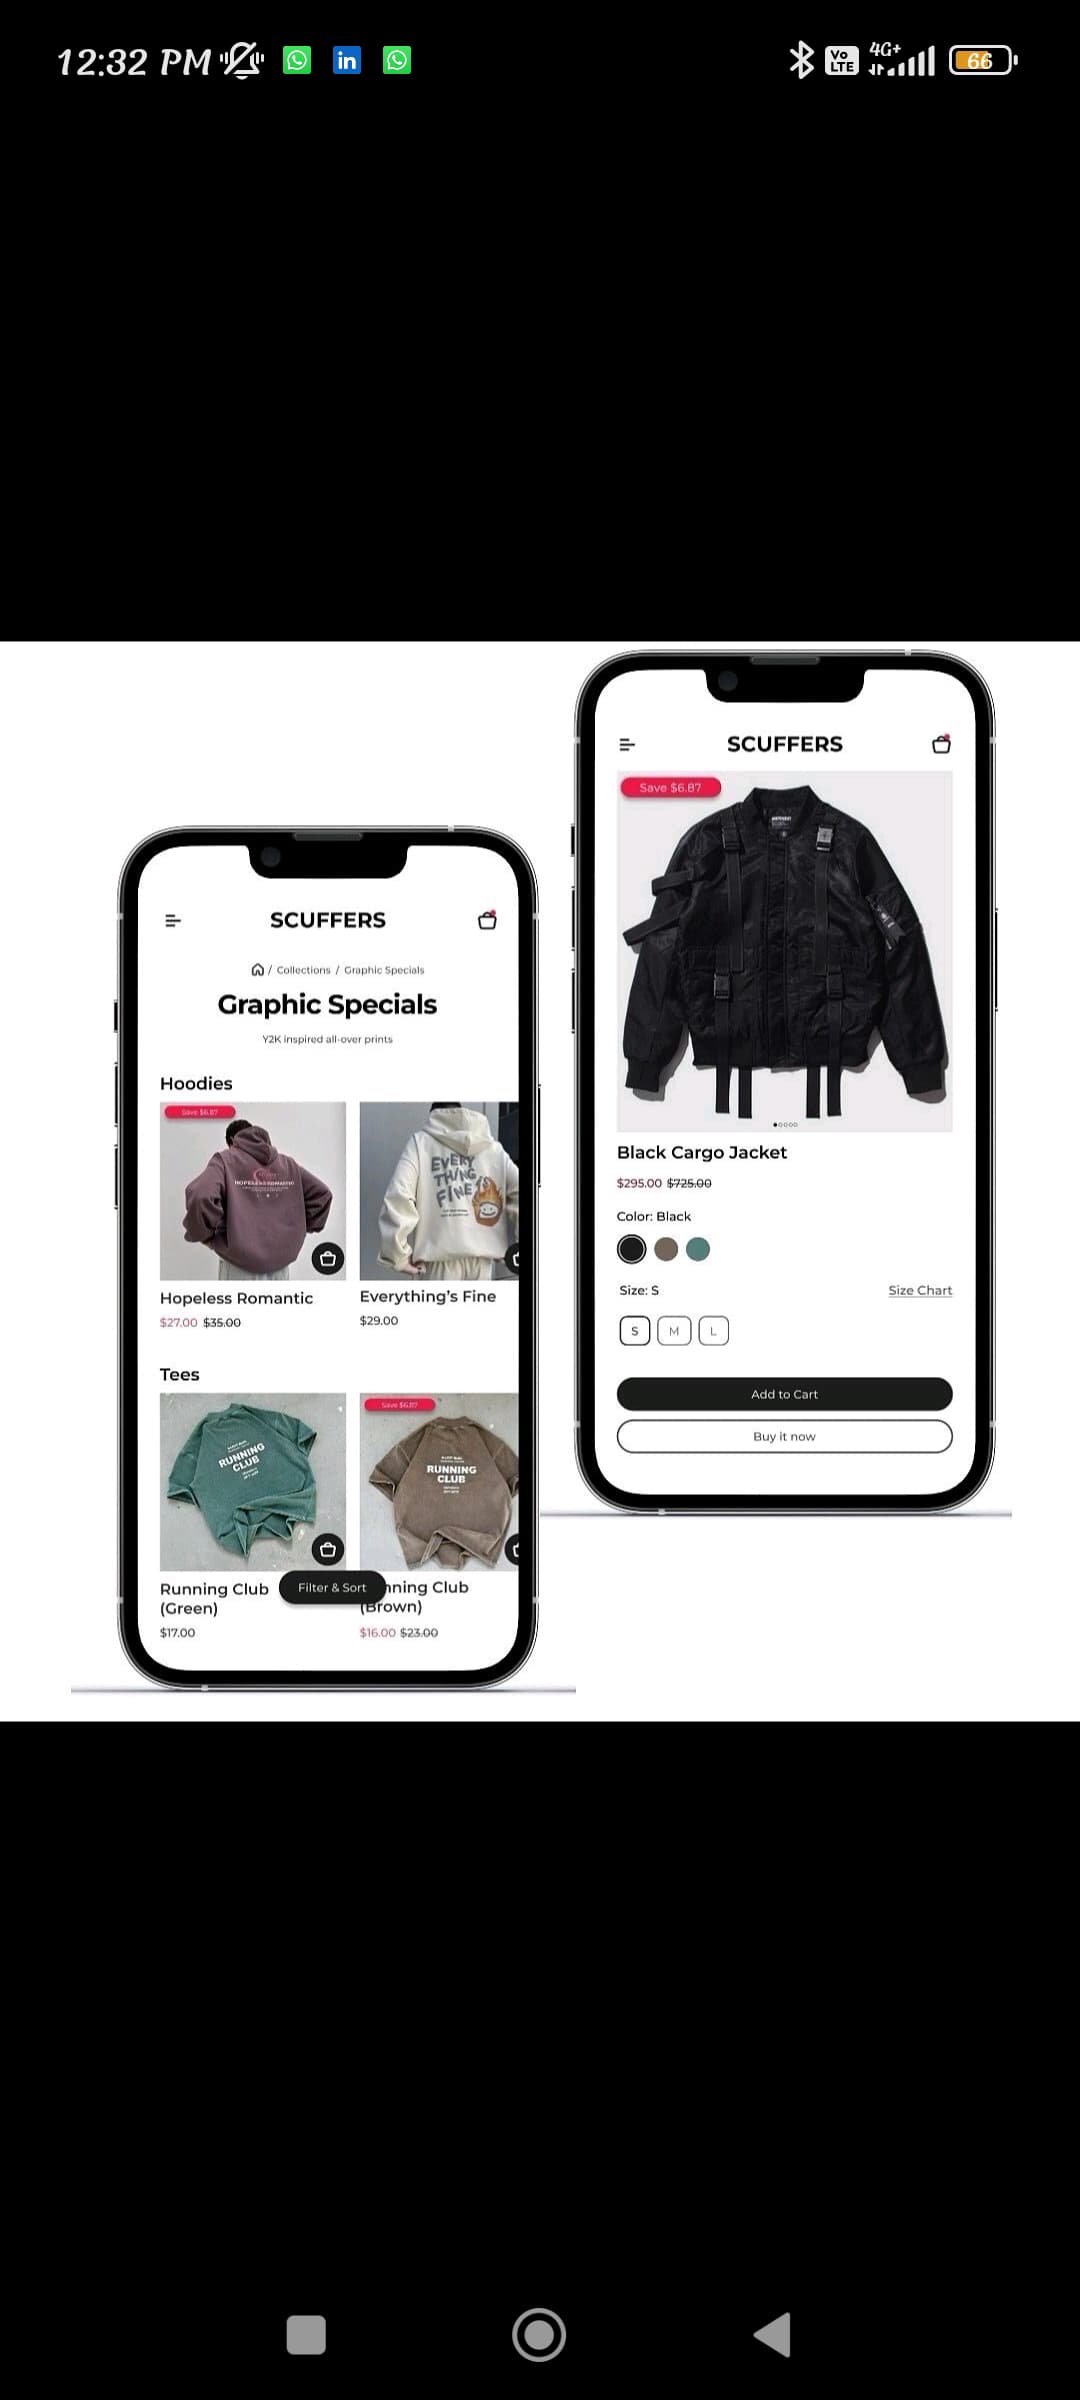 12:32 PM
Vo
LTE
4G+
66
SCUFFERS
/ Collections / Graphic Specials
Graphic Specials
Y2K inspired all-over prints
Hoodies
Save $6.87
HOPELESS ROMANTIC
EVERY
THING
FINE
Hopeless Romantic
Everything's Fine
$27.00 $35.00
$29.00
Tees
Save $6.87
RUNNING
CLUB
RUNNING
CLUB
Filter & Sort
Running Club
(Green)
nning Club
(Brown)
$17.00
$16.00 $23.00
SCUFFERS
Save $6.87
Black Cargo Jacket
$295.00 $725.00
Color: Black
Size: S
Size Chart
S
M
L
Add to Cart
Buy it now